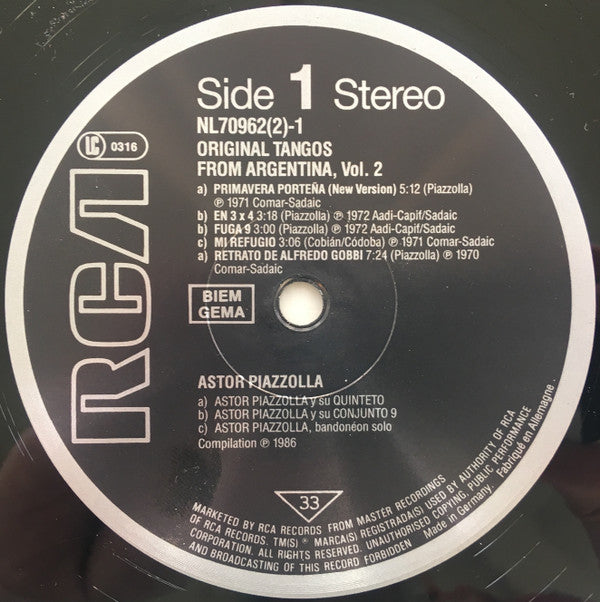 Side 1 Stereo
NL70962(2)-1
ORIGINAL TANGOS
FROM ARGENTINA, Vol. 2
a) PRIMAVERA PORTEÑA (New Version) 5:12 (Piazzolla)
℗ 1971 Comar-Sadaic
b) EN 3 x 4 3:18 (Piazzolla) ℗ 1972 Aadi-Capif/Sadaic
b) FUGA 9 3:00 (Piazzolla) ℗ 1972 Aadi-Capif/Sadaic
c) MI REFUGIO 3:06 (Cobián/Códoba) ℗ 1971 Comar-Sadaic
a) RETRATO DE ALFREDO GOBBI 7:24 (Piazzolla) ℗ 1970
Comar-Sadaic
LC 0316
RCA
BIEM
GEMA
ASTOR PIAZZOLLA
a) ASTOR PIAZZOLLA y su QUINTETO
b) ASTOR PIAZZOLLA y su CONJUNTO 9
c) ASTOR PIAZZOLLA, bandonéon solo
Compilation ℗ 1986
33
MARKETED BY RCA RECORDS FROM MASTER RECORDINGS
OF RCA RECORDS. TM(S) ® MARCA(S) REGISTRADA(S) USED BY AUTHORITY OF RCA
CORPORATION. ALL RIGHTS RESERVED. UNAUTHORISED COPYING, PUBLIC PERFORMANCE
AND BROADCASTING OF THIS RECORD FORBIDDEN Made in Germany. Fabriqué en Allemagne.